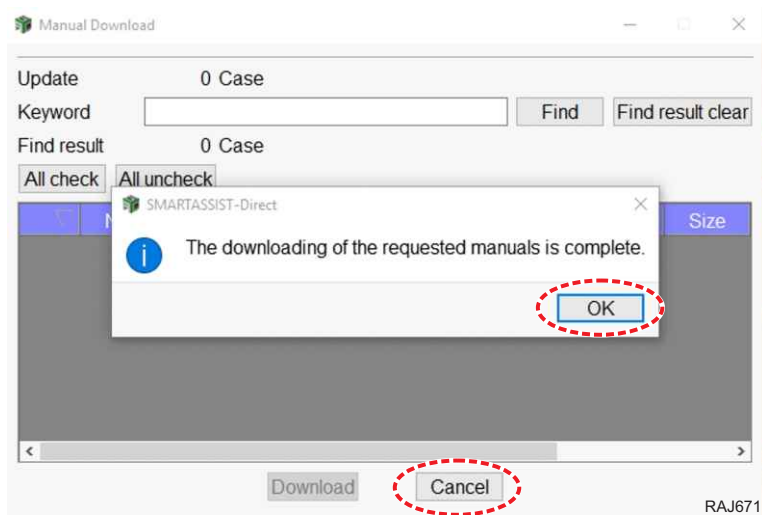 Manual Download
Update 0 Case
Keyword Find Find result clear
Find result 0 Case
All check All uncheck
SMARTASSIST-Direct
Size
The downloading of the requested manuals is complete.
OK
Download Cancel
RAJ671